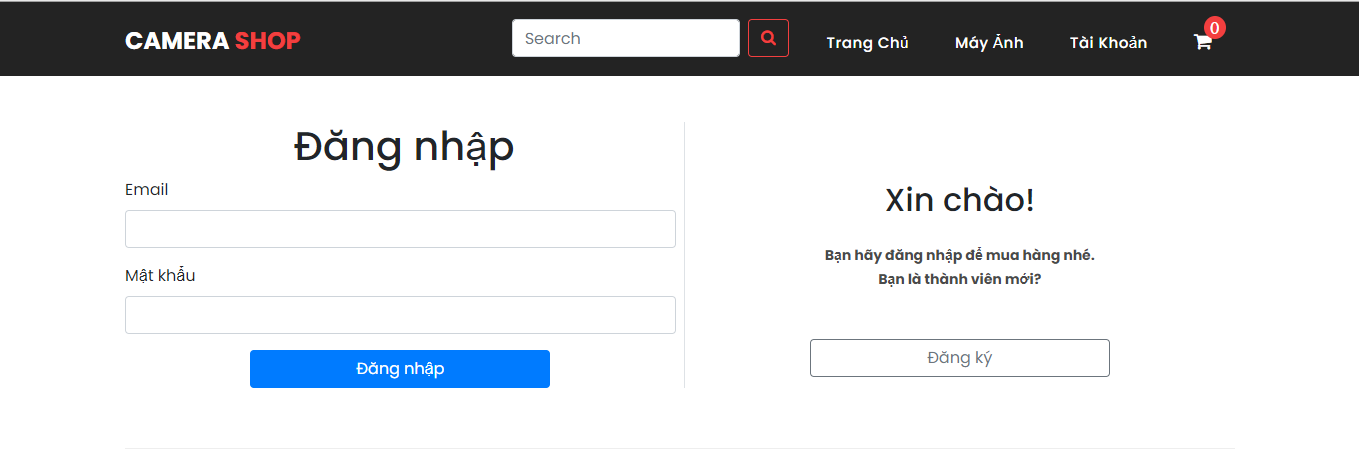 CAMERA SHOP
Search
Trang Chủ
Máy Ảnh
Tài Khoản
0
Đăng nhập
Email
Mật khẩu
Đăng nhập
Xin chào!
Bạn hãy đăng nhập để mua hàng nhé.
Bạn là thành viên mới?
Đăng ký